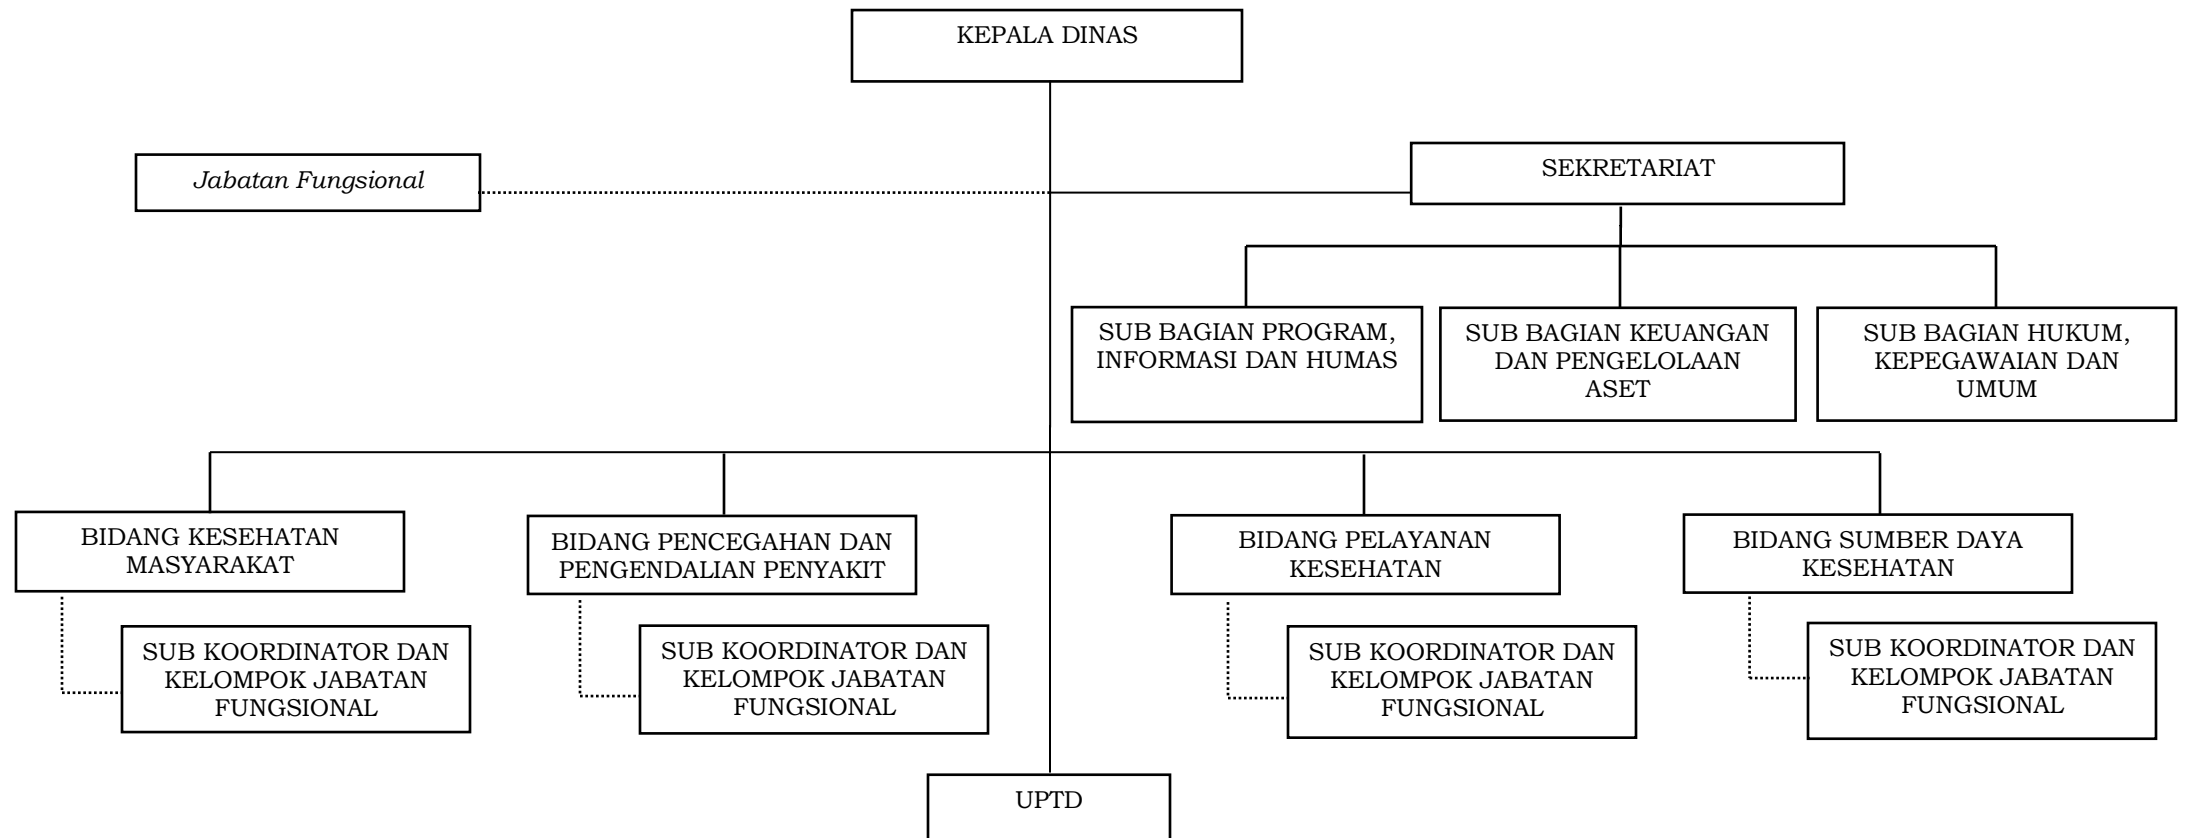 KEPALA DINAS
Jabatan Fungsional
SEKRETARIAT
SUB BAGIAN PROGRAM,
INFORMASI DAN HUMAS
SUB BAGIAN KEUANGAN
DAN PENGELOLAAN
ASET
SUB BAGIAN HUKUM,
KEPEGAWAIAN DAN
UMUM
BIDANG KESEHATAN
MASYARAKAT
BIDANG PENCEGAHAN DAN
PENGENDALIAN PENYAKIT
BIDANG PELAYANAN
KESEHATAN
BIDANG SUMBER DAYA
KESEHATAN
SUB KOORDINATOR DAN
KELOMPOK JABATAN
FUNGSIONAL
SUB KOORDINATOR DAN
KELOMPOK JABATAN
FUNGSIONAL
SUB KOORDINATOR DAN
KELOMPOK JABATAN
FUNGSIONAL
SUB KOORDINATOR DAN
KELOMPOK JABATAN
FUNGSIONAL
UPTD